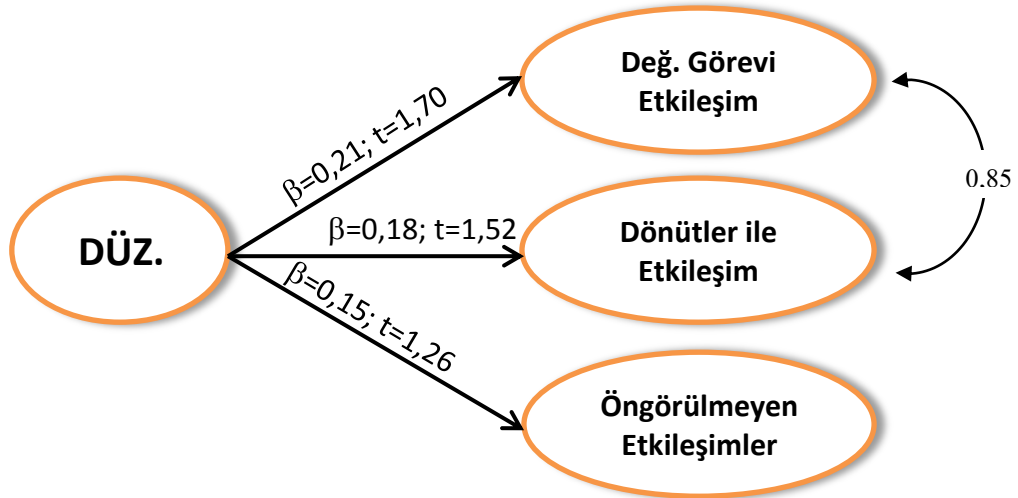 Değ. Görevi
Etkileşim
β=0,21; t=1,70
0.85
DÜZ.
β=0,18; t=1,52
Dönütler ile
Etkileşim
β=0,15; t=1,26
Öngörülmeyen
Etkileşimler